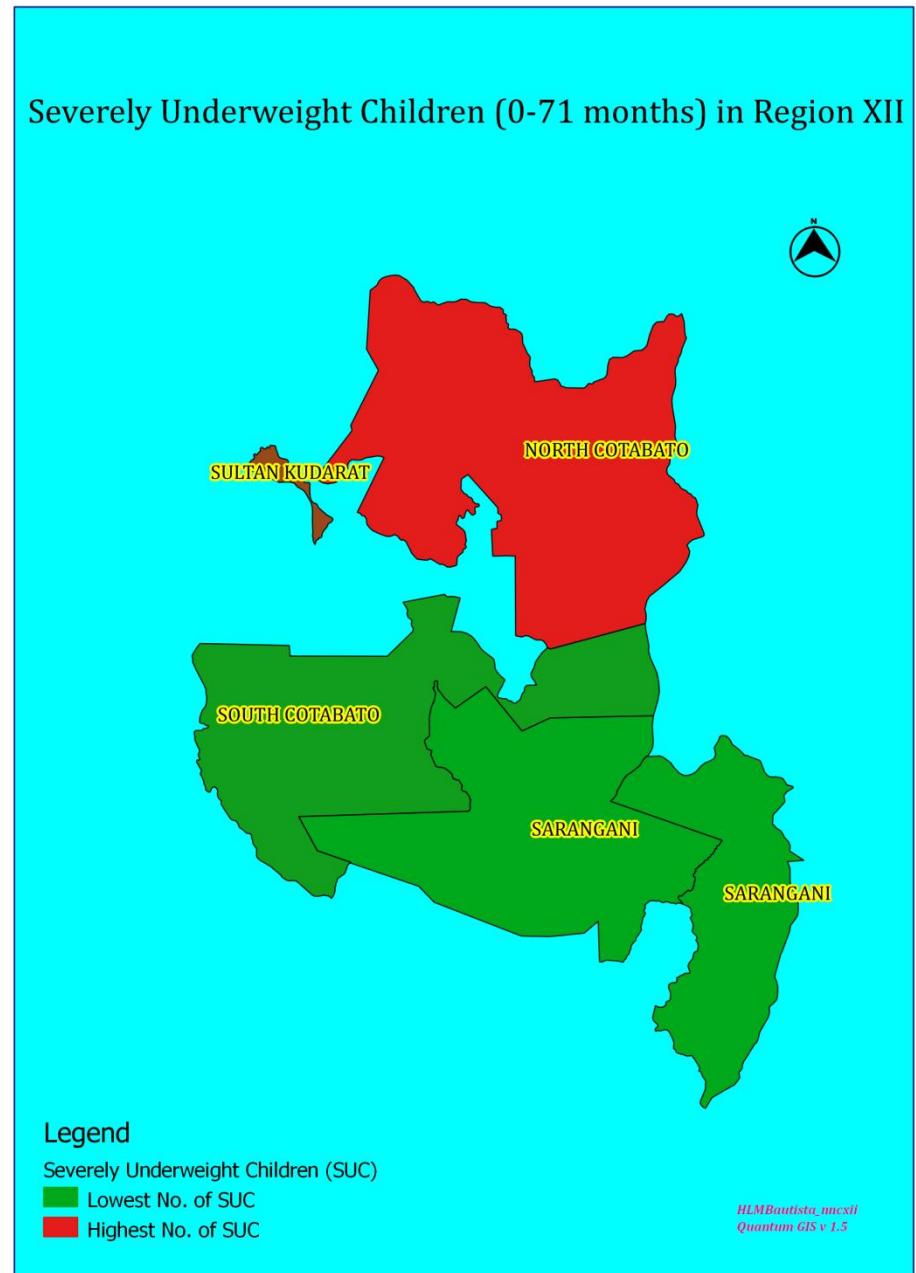 Severely Underweight Children (0-71 months) in Region XII
N
NORTH COTABATO
SULTAN KUDARAT
SOUTH COTABATO
SARANGANI
SARANGANI
Legend
Severely Underweight Children (SUC)
Lowest No. of SUC
Highest No. of SUC
HLMBautista_nncxii
Quantum GIS v 1.5